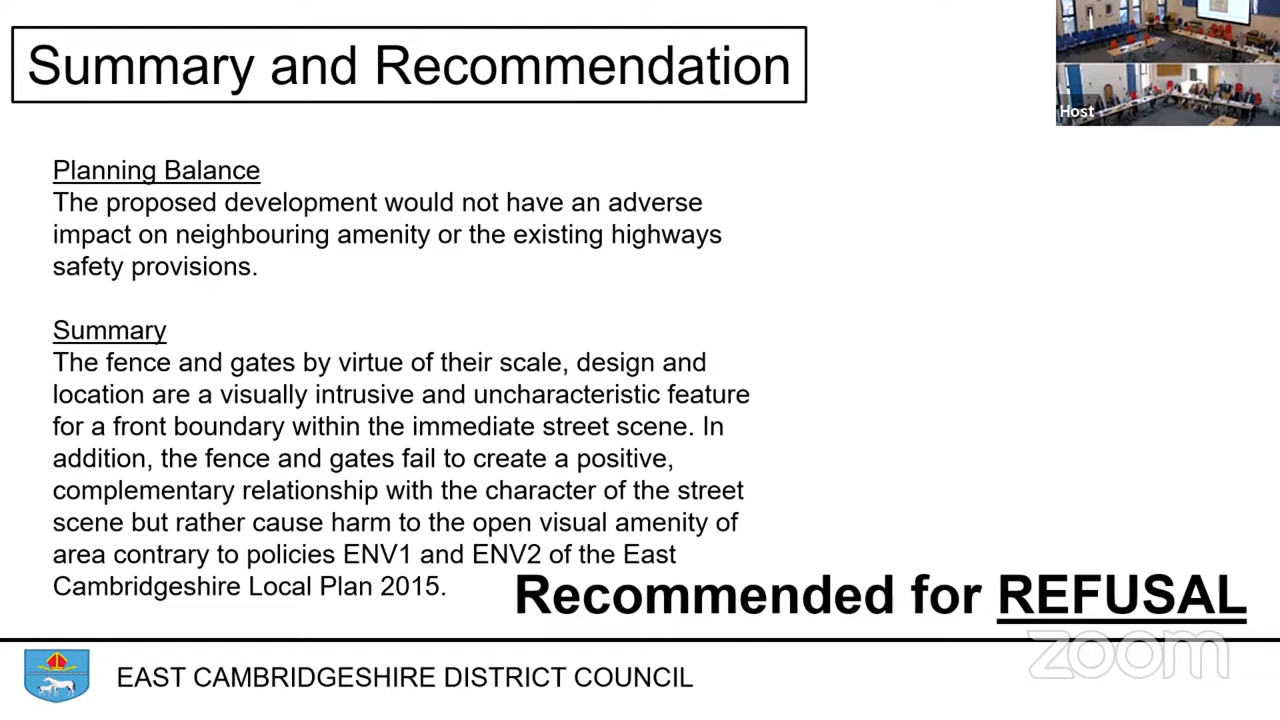 Summary and Recommendation
Host
Planning Balance
The proposed development would not have an adverse
impact on neighbouring amenity or the existing highways
safety provisions.
Summary
The fence and gates by virtue of their scale, design and
location are a visually intrusive and uncharacteristic feature
for a front boundary within the immediate street scene. In
addition, the fence and gates fail to create a positive,
complementary relationship with the character of the street
scene but rather cause harm to the open visual amenity of
area contrary to policies ENV1 and ENV2 of the East
Cambridgeshire Local Plan 2015.
Recommended for REFUSAL
zoom
EAST CAMBRIDGESHIRE DISTRICT COUNCIL